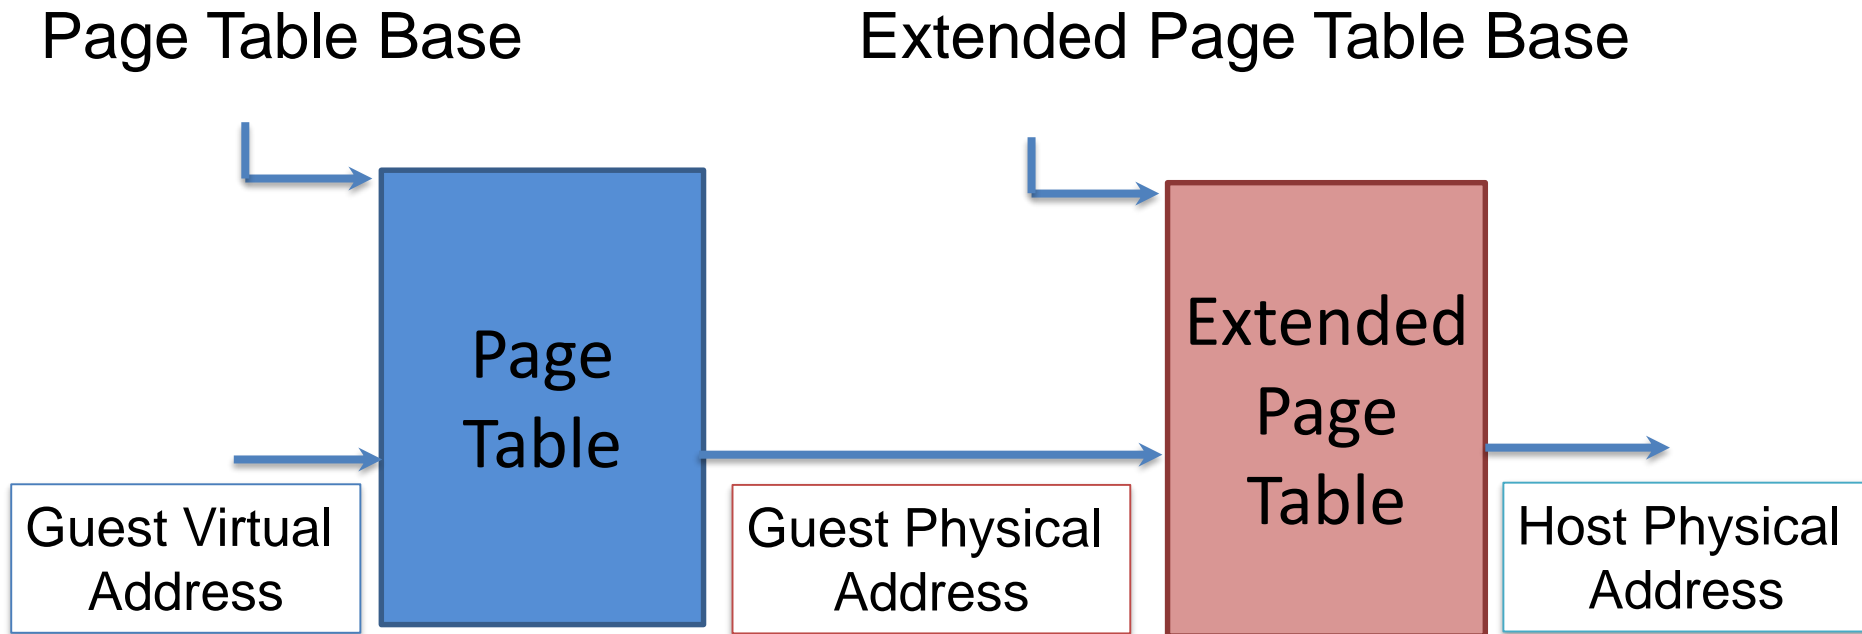 Page Table Base
Extended Page Table Base
Page
Table
Extended
Page
Table
Guest Virtual
Address
Guest Physical
Address
Host Physical
Address